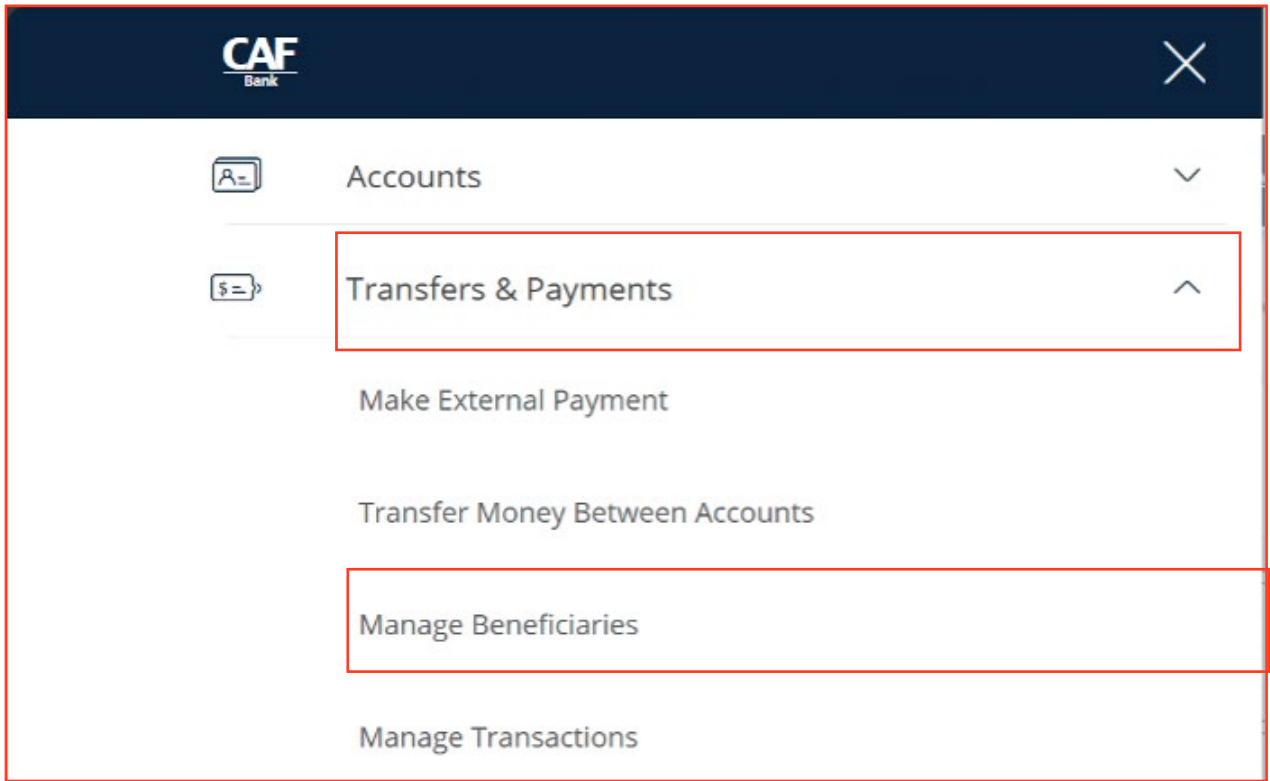 CAF
Bank
Accounts
Transfers & Payments
Make External Payment
Transfer Money Between Accounts
Manage Beneficiaries
Manage Transactions